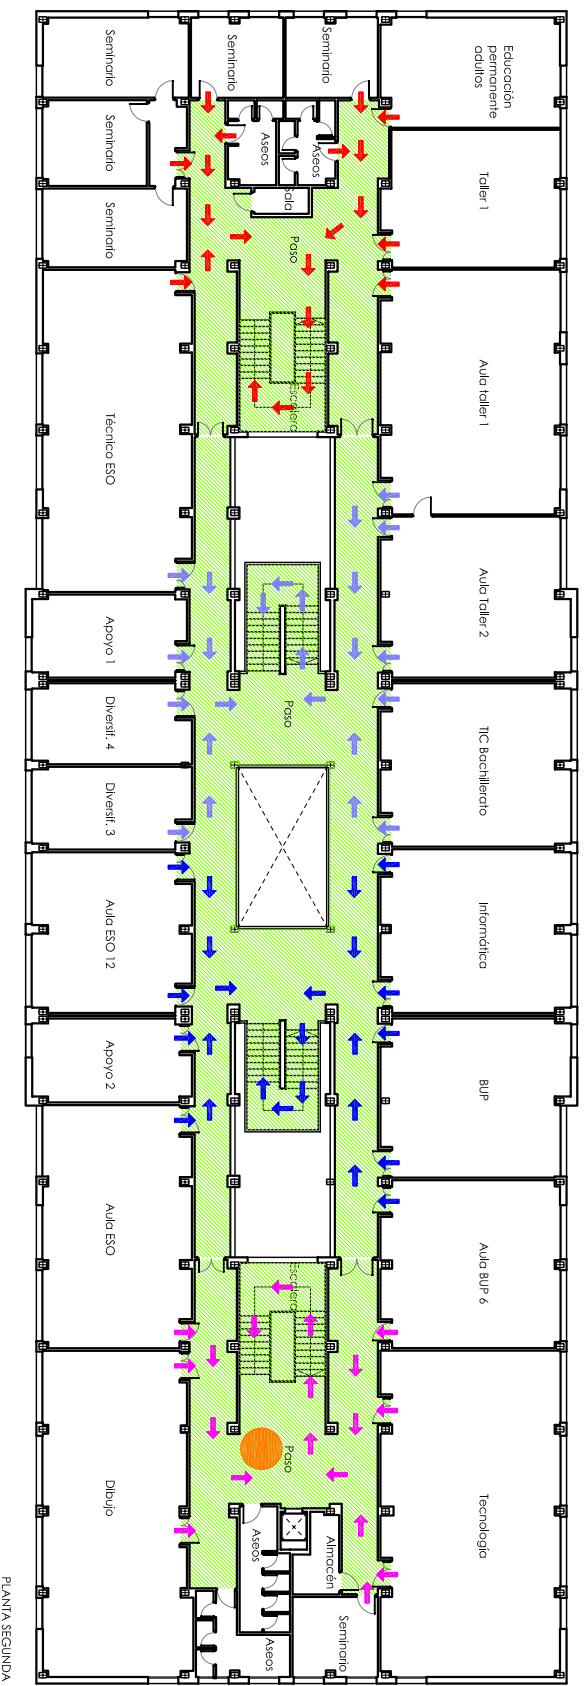 Educación
permanente
adultos
Taller 1
Aula taller 1
Aula Taller 2
TIC Bachillerato
Informática
BUP
Aula BUP 6
Tecnología
Seminario
Aseos
Almacén
Seminario
Sala
Paso
Escalera
Paso
Escalera
Paso
Seminario
Aseos
Aseos
Aseos
Seminario
Seminario
Seminario
Técnico ESO
Apoyo 1
Diversif. 4
Diversif. 3
Aula ESO 12
Apoyo 2
Aula ESO
Dibujo
PLANTA SEGUNDA